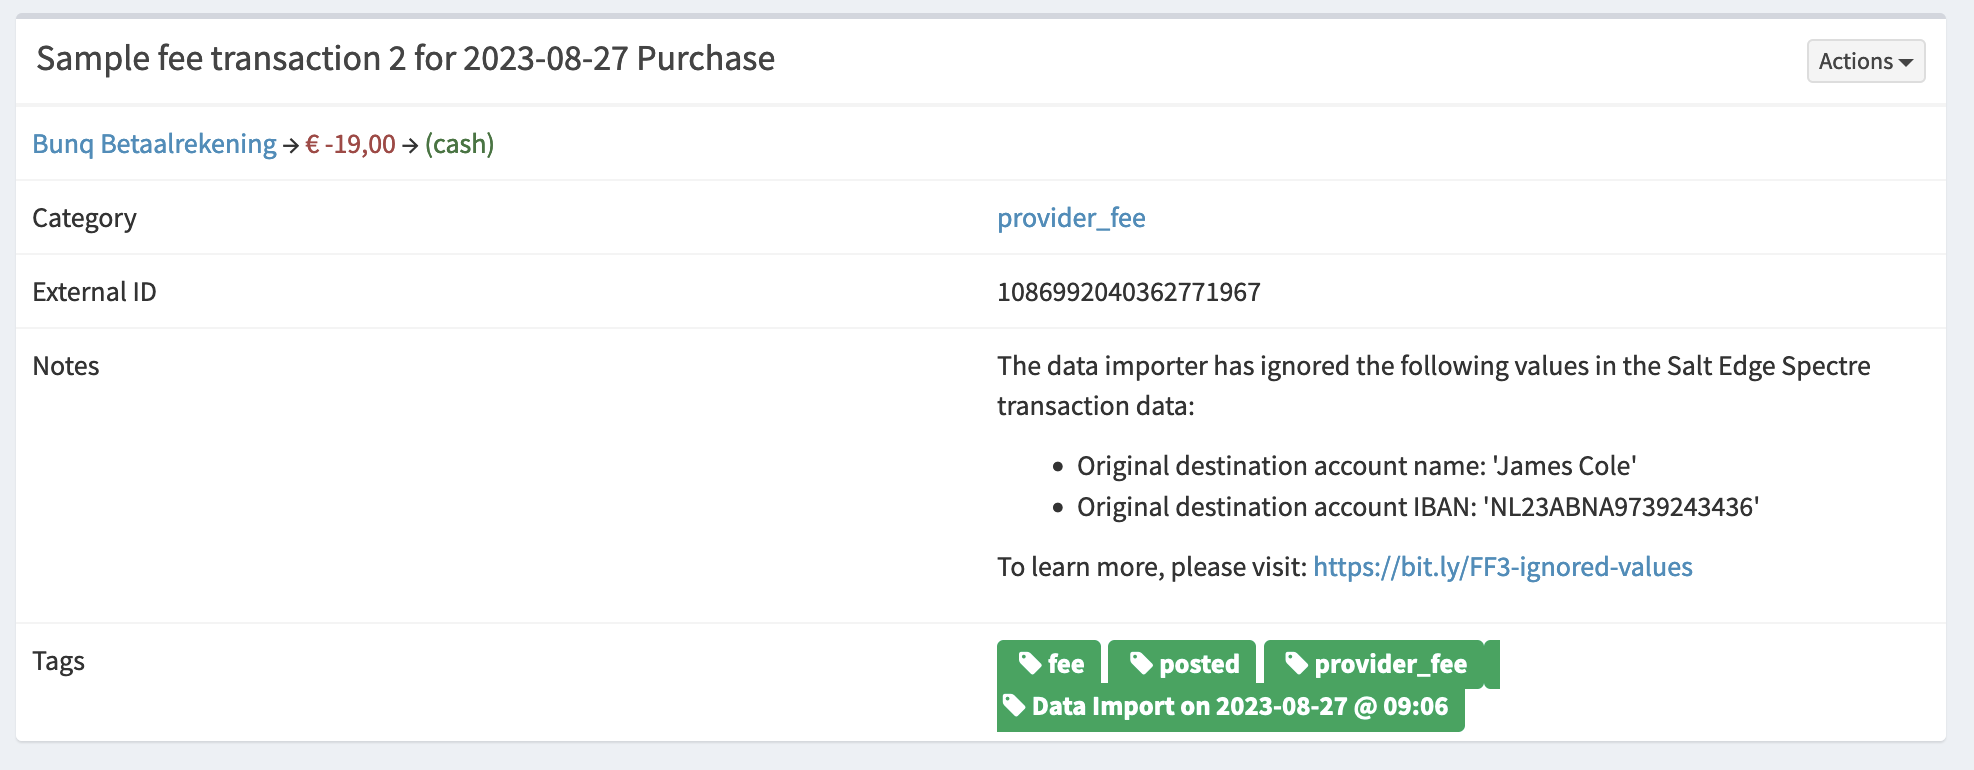 Sample fee transaction 2 for 2023-08-27 Purchase
Actions
Bunq Betaalrekening → € -19,00 → (cash)
Category
provider_fee
External ID
1086992040362771967
Notes
The data importer has ignored the following values in the Salt Edge Spectre
transaction data:
• Original destination account name: 'James Cole'
• Original destination account IBAN: 'NL23ABNA9739243436'
To learn more, please visit: https://bit.ly/FF3-ignored-values
Tags
fee posted provider_fee
Data Import on 2023-08-27 @ 09:06